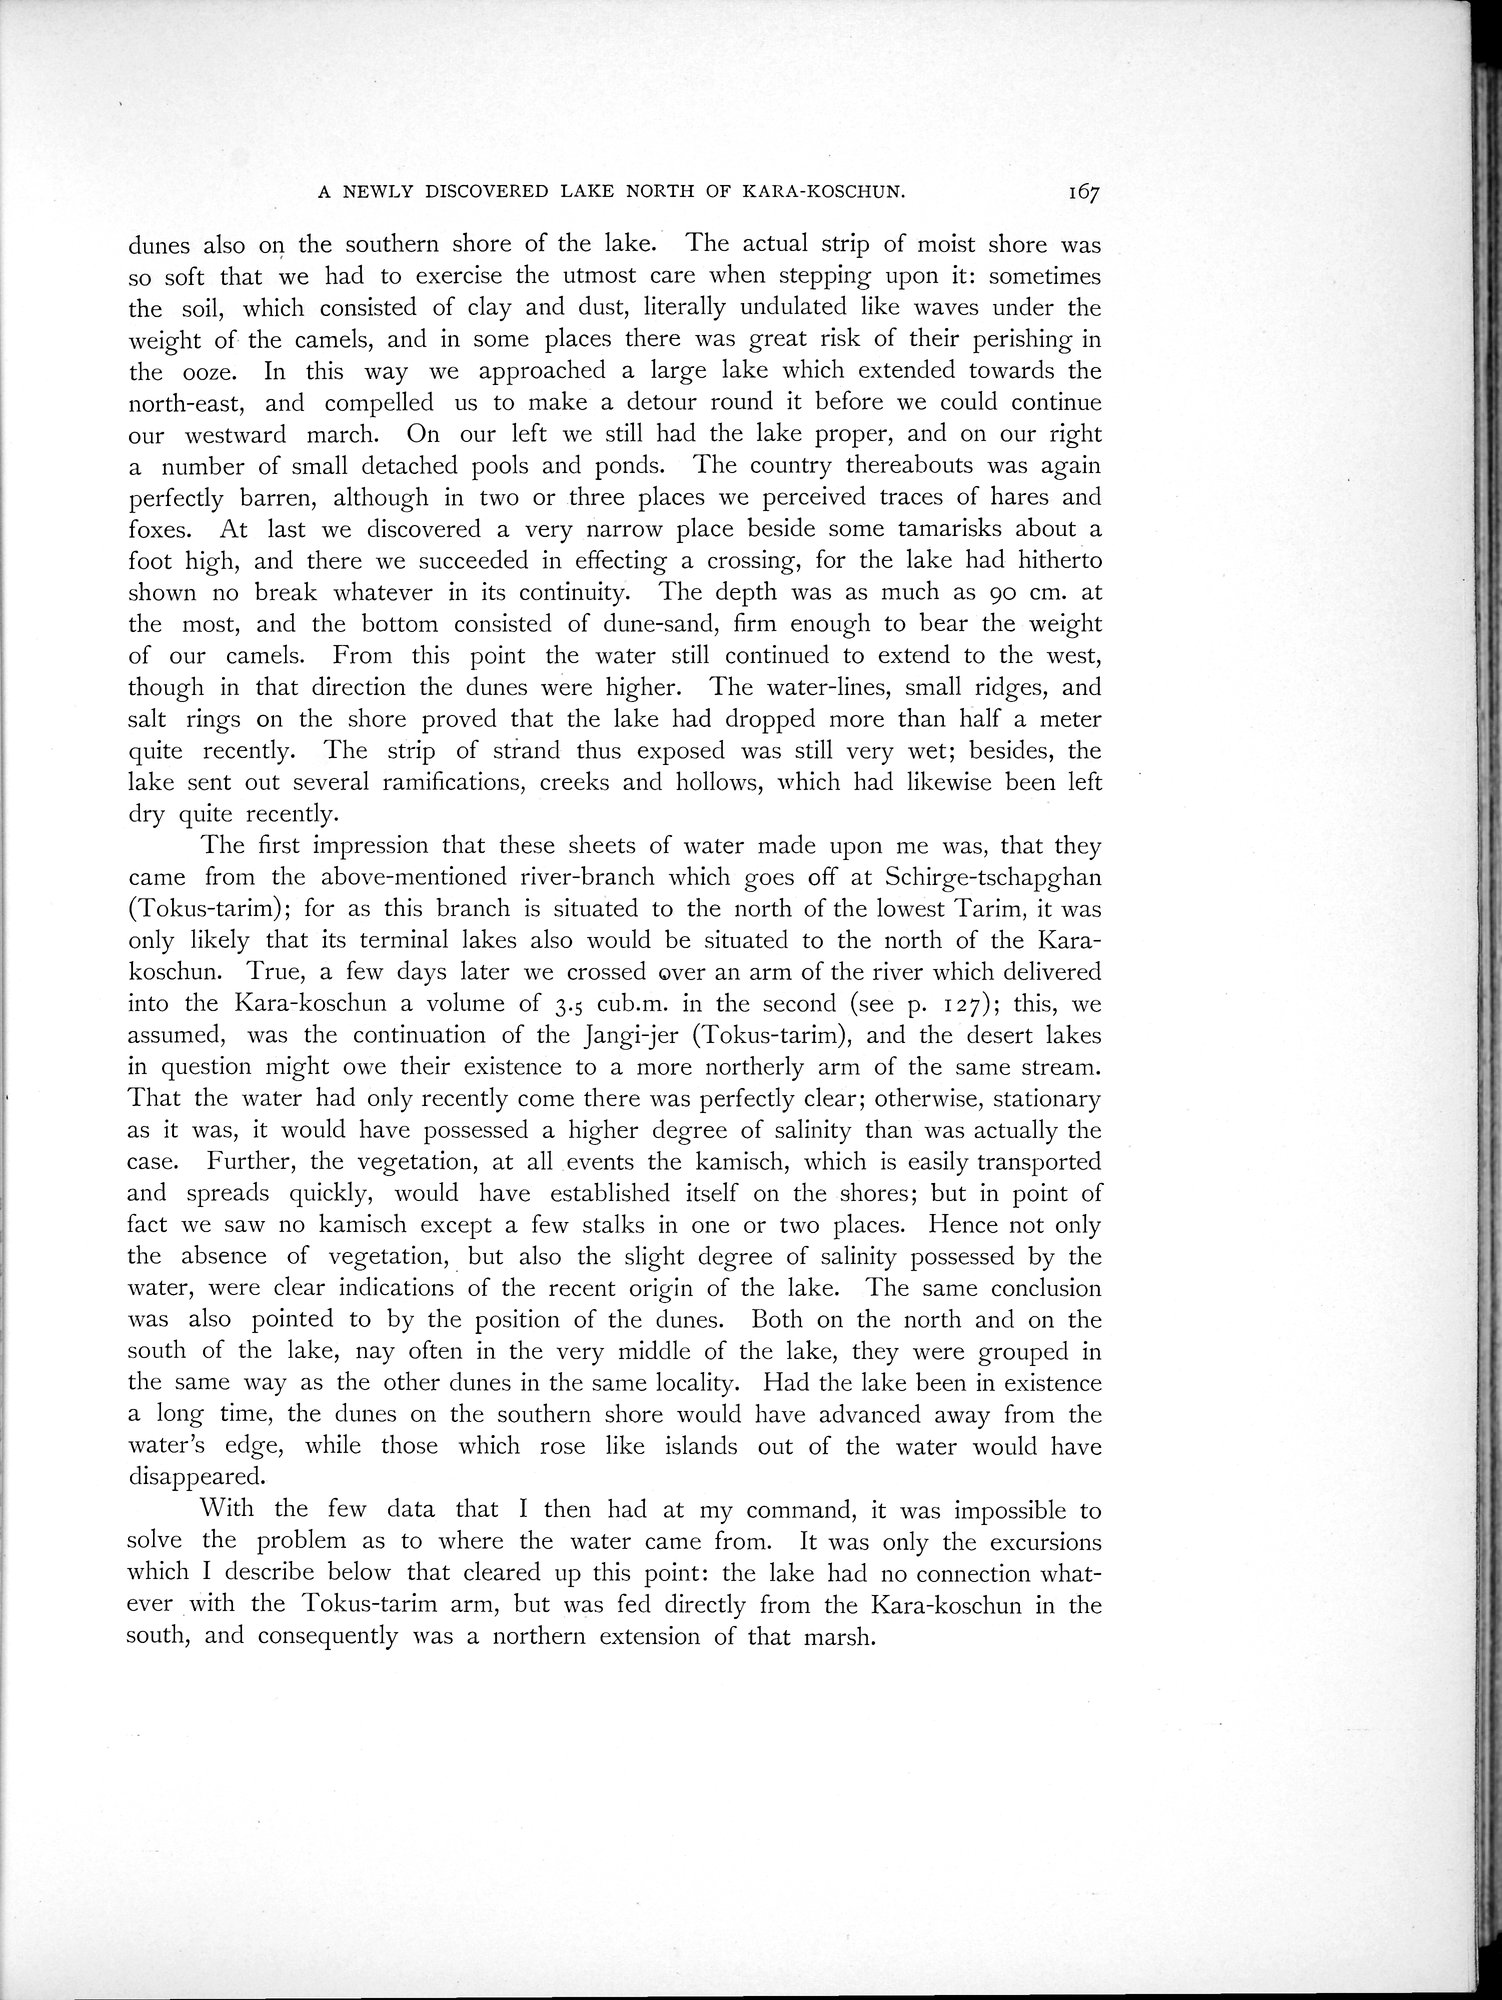 A NEWLY DISCOVERED LAKE NORTH OF KARA-KOSCHUN. 167
dunes also on the southern shore of the lake. The actual strip of moist shore was
so soft that we had to exercise the utmost care when stepping upon it: sometimes
the soil, which consisted of clay and dust, literally undulated like waves under the
weight of the camels, and in some places there was great risk of their perishing in
the ooze. In this way we approached a large lake which extended towards the
north-east, and compelled us to make a detour round it before we could continue
our westward march. On our left we still had the lake proper, and on our right
a number of small detached pools and ponds. The country thereabouts was again
perfectly barren, although in two or three places we perceived traces of hares and
foxes. At last we discovered a very narrow place beside some tamarisks about a
foot high, and there we succeeded in effecting a crossing, for the lake had hitherto
shown no break whatever in its continuity. The depth was as much as 90 cm. at
the most, and the bottom consisted of dune-sand, firm enough to bear the weight
of our camels. From this point the water still continued to extend to the west,
though in that direction the dunes were higher. The water-lines, small ridges, and
salt rings on the shore proved that the lake had dropped more than half a meter
quite recently. The strip of strand thus exposed was still very wet; besides, the
lake sent out several ramifications, creeks and hollows, which had likewise been left
dry quite recently.
The first impression that these sheets of water made upon me was, that they
came from the above-mentioned river-branch which goes off at Schirge-tschapghan
(Tokus-tarim); for as this branch is situated to the north of the lowest Tarim, it was
only likely that its terminal lakes also would be situated to the north of the Kara-
koschun. True, a few days later we crossed over an arm of the river which delivered
into the Kara-koschun a volume of 3.5 cub.m. in the second (see p. 127); this, we
assumed, was the continuation of the Jangi-jer (Tokus-tarim), and the desert lakes
in question might owe their existence to a more northerly arm of the same stream.
That the water had only recently come there was perfectly clear; otherwise, stationary
as it was, it would have possessed a higher degree of salinity than was actually the
case. Further, the vegetation, at all events the kamisch, which is easily transported
and spreads quickly, would have established itself on the shores; but in point of
fact we saw no kamisch except a few stalks in one or two places. Hence not only
the absence of vegetation, but also the slight degree of salinity possessed by the
water, were clear indications of the recent origin of the lake. The same conclusion
was also pointed to by the position of the dunes. Both on the north and on the
south of the lake, nay often in the very middle of the lake, they were grouped in
the same way as the other dunes in the same locality. Had the lake been in existence
a long time, the dunes on the southern shore would have advanced away from the
water's edge, while those which rose like islands out of the water would have
disappeared.
With the few data that I then had at my command, it was impossible to
solve the problem as to where the water came from. It was only the excursions
which I describe below that cleared up this point: the lake had no connection what-
ever with the Tokus-tarim arm, but was fed directly from the Kara-koschun in the
south, and consequently was a northern extension of that marsh.